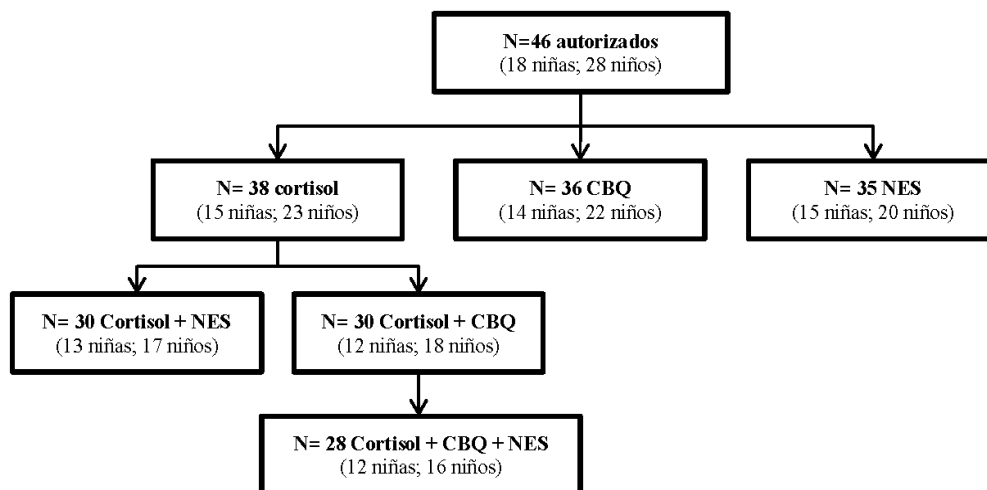 N=46 autorizados
(18 niñas; 28 niños)
N= 38 cortisol
(15 niñas; 23 niños)
N= 36 CBQ
(14 niñas; 22 niños)
N= 35 NES
(15 niñas; 20 niños)
N= 30 Cortisol + NES
(13 niñas; 17 niños)
N= 30 Cortisol + CBQ
(12 niñas; 18 niños)
N= 28 Cortisol + CBQ + NES
(12 niñas; 16 niños)